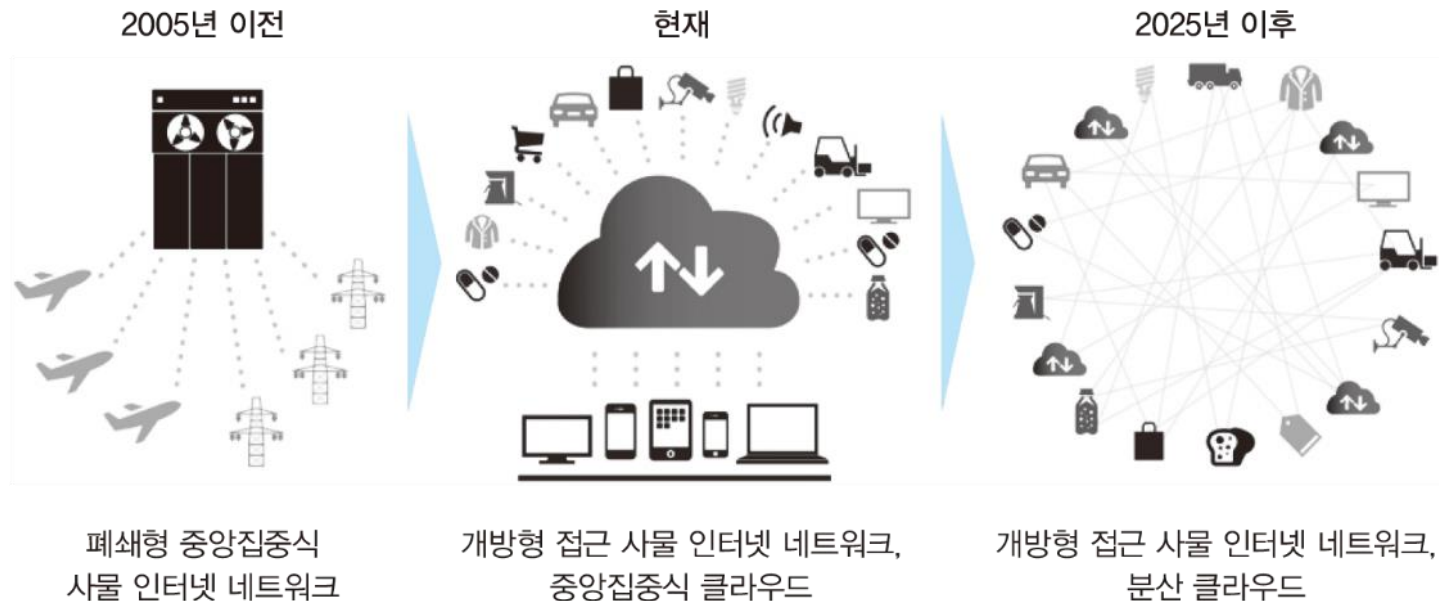 2005년 이전
현재
2025년 이후
폐쇄형 중앙집중식
사물 인터넷 네트워크
개방형 접근 사물 인터넷 네트워크,
중앙집중식 클라우드
개방형 접근 사물 인터넷 네트워크,
분산 클라우드